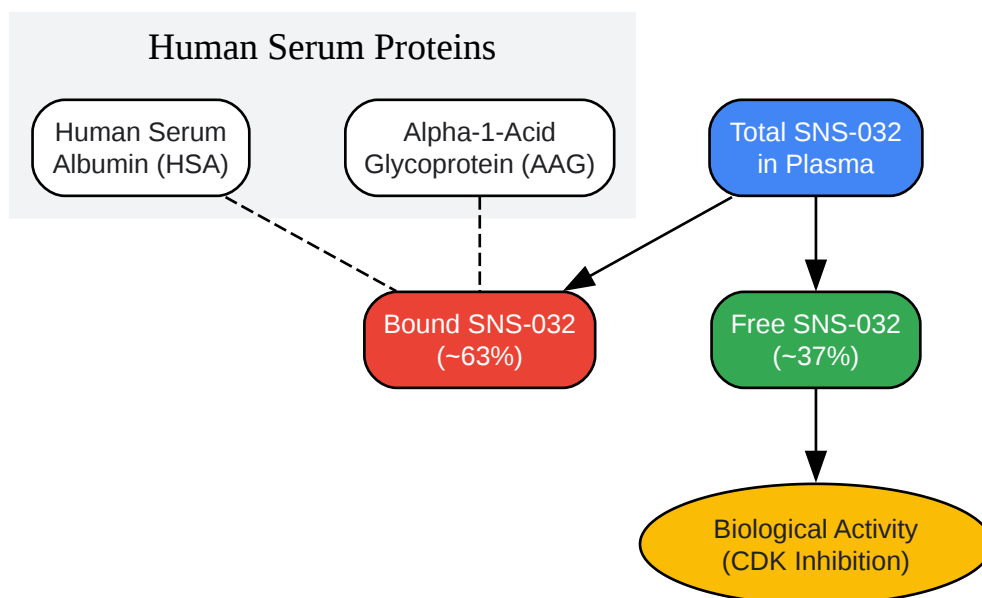 Human Serum Proteins
Human Serum
Albumin (HSA)
Alpha-1-Acid
Glycoprotein (AAG)
Total SNS-032
in Plasma
Bound SNS-032
(~63%)
Free SNS-032
(~37%)
Biological Activity
(CDK Inhibition)